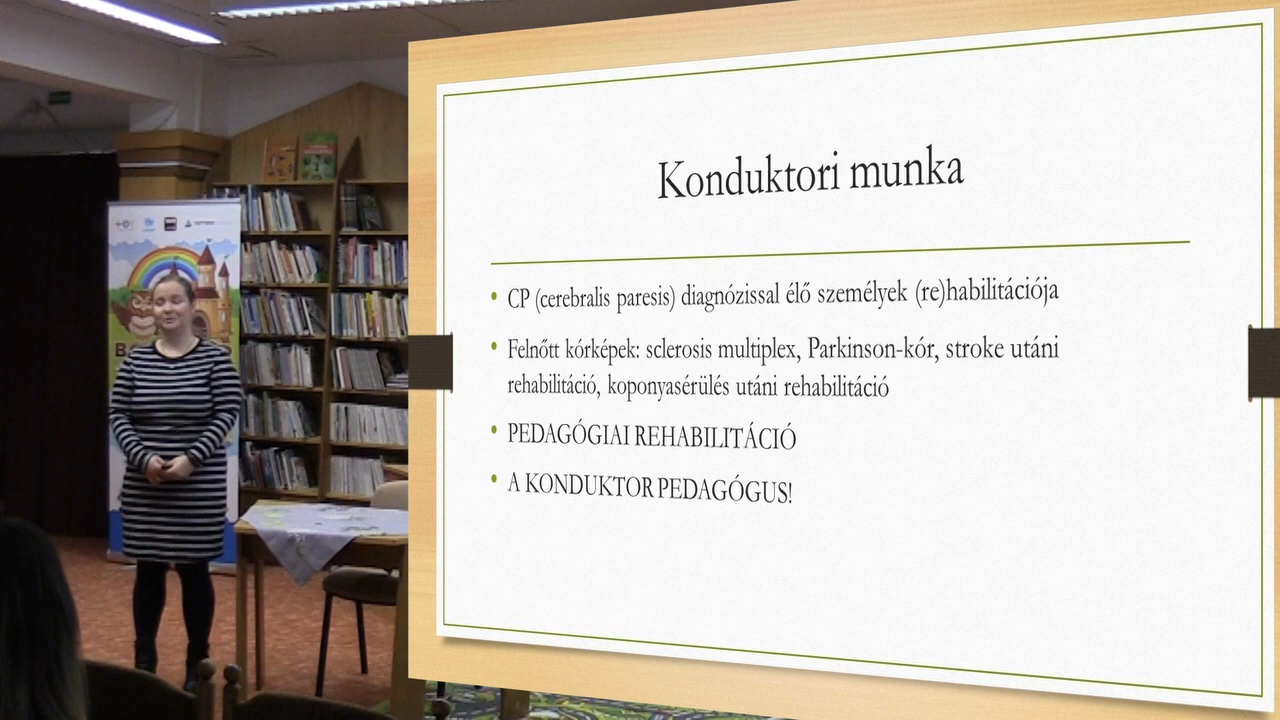 Konduktori munka
• CP (cerebralis paresis) diagnózissal élő személyek (re)habilitációja
• Felnőtt kórképek: sclerosis multiplex, Parkinson-kór, stroke utáni
rehabilitáció, koponyasérülés utáni rehabilitáció
• PEDAGÓGIAI REHABILITÁCIÓ
• A KONDUKTOR PEDAGÓGUS!